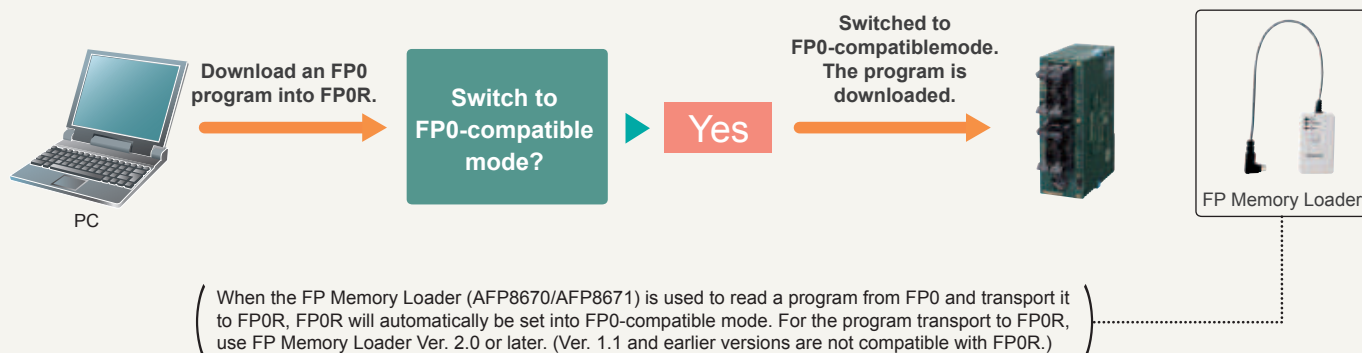 Download an FP0
program into FP0R.
Switch to
FP0-compatible
mode?
Yes
Switched to
FP0-compatiblemode.
The program is
downloaded.
PC
FP Memory Loader
When the FP Memory Loader (AFP8670/AFP8671) is used to read a program from FP0 and transport it
to FP0R, FP0R will automatically be set into FP0-compatible mode. For the program transport to FP0R,
use FP Memory Loader Ver. 2.0 or later. (Ver. 1.1 and earlier versions are not compatible with FP0R.)